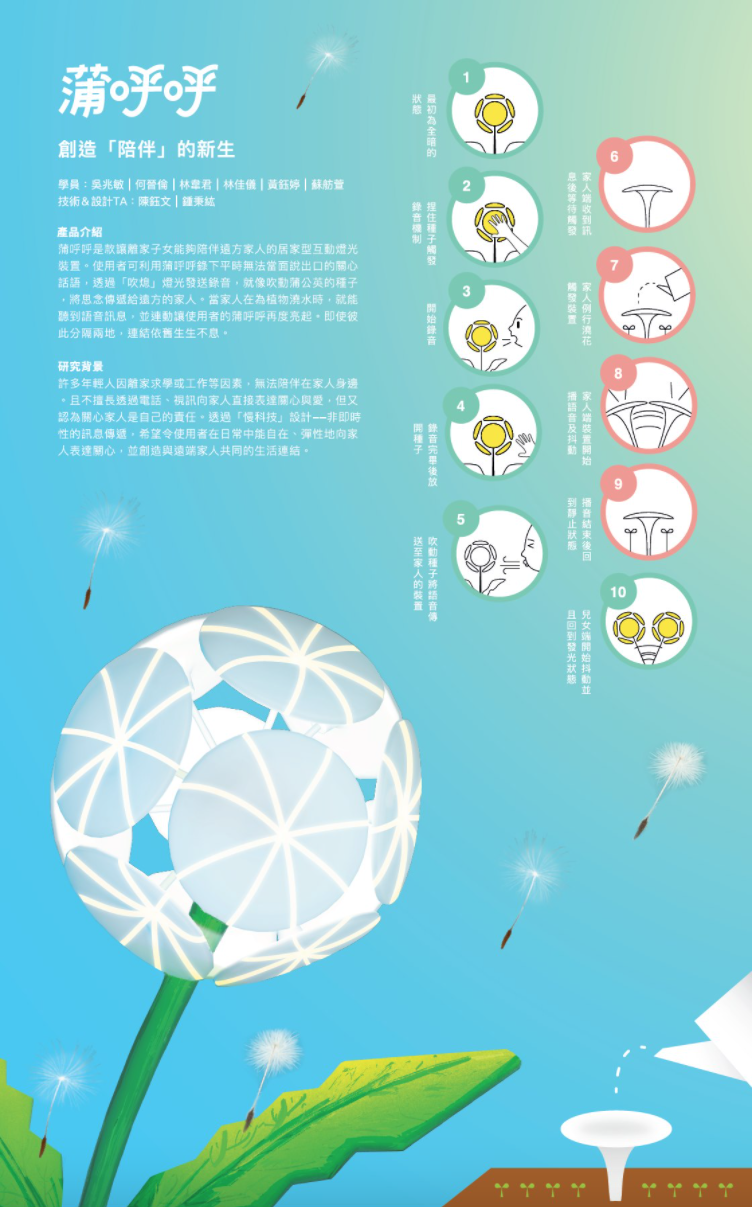 蒲呼呼
創造「陪伴」的新生
學員：吳兆敏｜何晉倫｜林韋君｜林佳儀｜黃鈺婷｜蘇舫萱
技術&設計TA：陳鈺文｜鍾秉紘
產品介紹
蒲呼呼是款讓離家子女能夠陪伴遠方家人的居家型互動燈光
裝置。使用者可利用蒲呼呼錄下平時無法當面說出口的關心
話語，透過「吹熄」燈光發送錄音，就像吹動蒲公英的種子
，將思念傳遞給遠方的家人。當家人在為植物澆水時，就能
聽到語音訊息，並連動讓使用者的蒲呼呼再度亮起。即使彼
此分隔兩地，連結依舊生生不息。
研究背景
許多年輕人因離家求學或工作等因素，無法陪伴在家人身邊
。且不擅長透過電話、視訊向家人直接表達關心與愛，但又
認為關心家人是自己的責任。透過「慢科技」設計——非即時
性的訊息傳遞，希望令使用者在日常中能自在、彈性地向家
人表達關心，並創造與遠端家人共同的生活連結。
1
最初為全暗的
狀態
2
捏住種子觸發
錄音機制
3
開始錄音
4
錄音完畢後放
開種子
5
吹動種子將語音傳
送至家人的裝置
6
家人端收到訊
息後等待觸發
7
家人例行澆花
觸發裝置
8
家人端裝置開始
播語音及抖動
9
播音結束後回
到靜止狀態
10
兒女端開始抖動並
且回到發光狀態